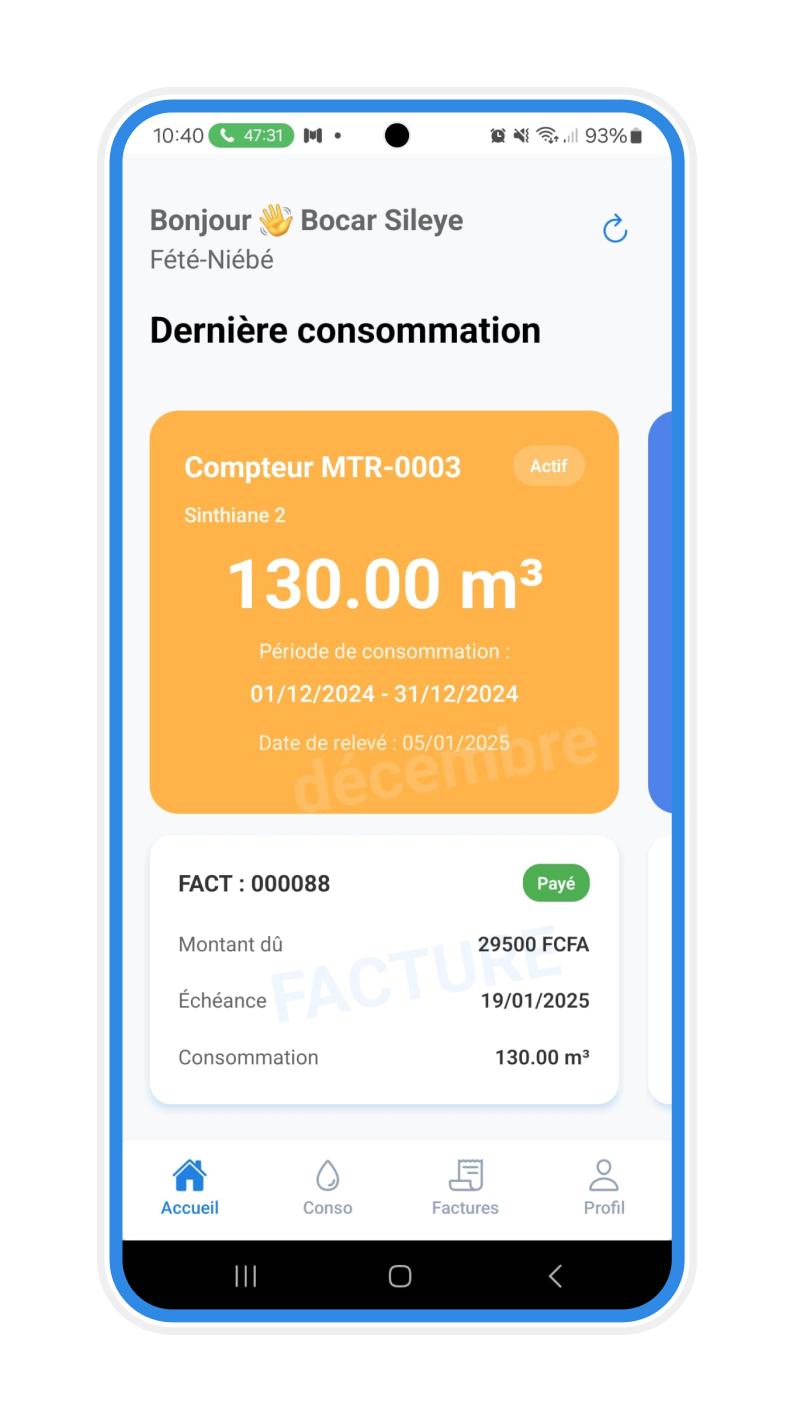 10:40 47:31 93%
Bonjour 👋 Bocar Sileye
Fété-Niébé
Dernière consommation
Compteur MTR-0003 Actif
Sinthiane 2
130.00 m³
Période de consommation :
01/12/2024 - 31/12/2024
Date de relevé : 05/01/2025
décembre
FACT : 000088 Payé
Montant dû 29500 FCFA
FACTURE
Échéance 19/01/2025
Consommation 130.00 m³
Accueil Conso Factures Profil